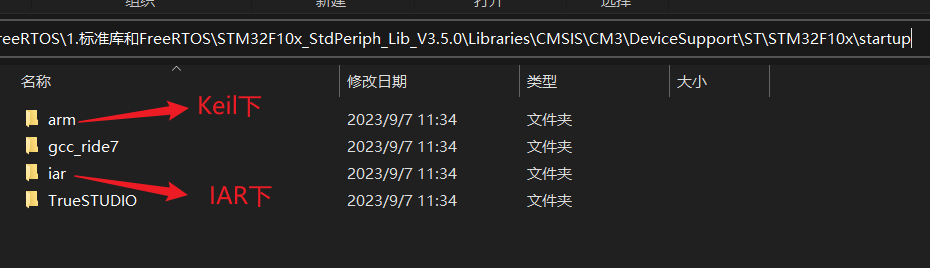 组织 新建 打开 选择
reeRTOS\1.标准库和FreeRTOS\STM32F10x_StdPeriph_Lib_V3.5.0\Libraries\CMSIS\CM3\DeviceSupport\ST\STM32F10x\startup
名称 修改日期 类型 大小
arm Keil下 2023/9/7 11:34 文件夹
gcc_ride7 2023/9/7 11:34 文件夹
iar IAR下 2023/9/7 11:34 文件夹
TrueSTUDIO 2023/9/7 11:34 文件夹